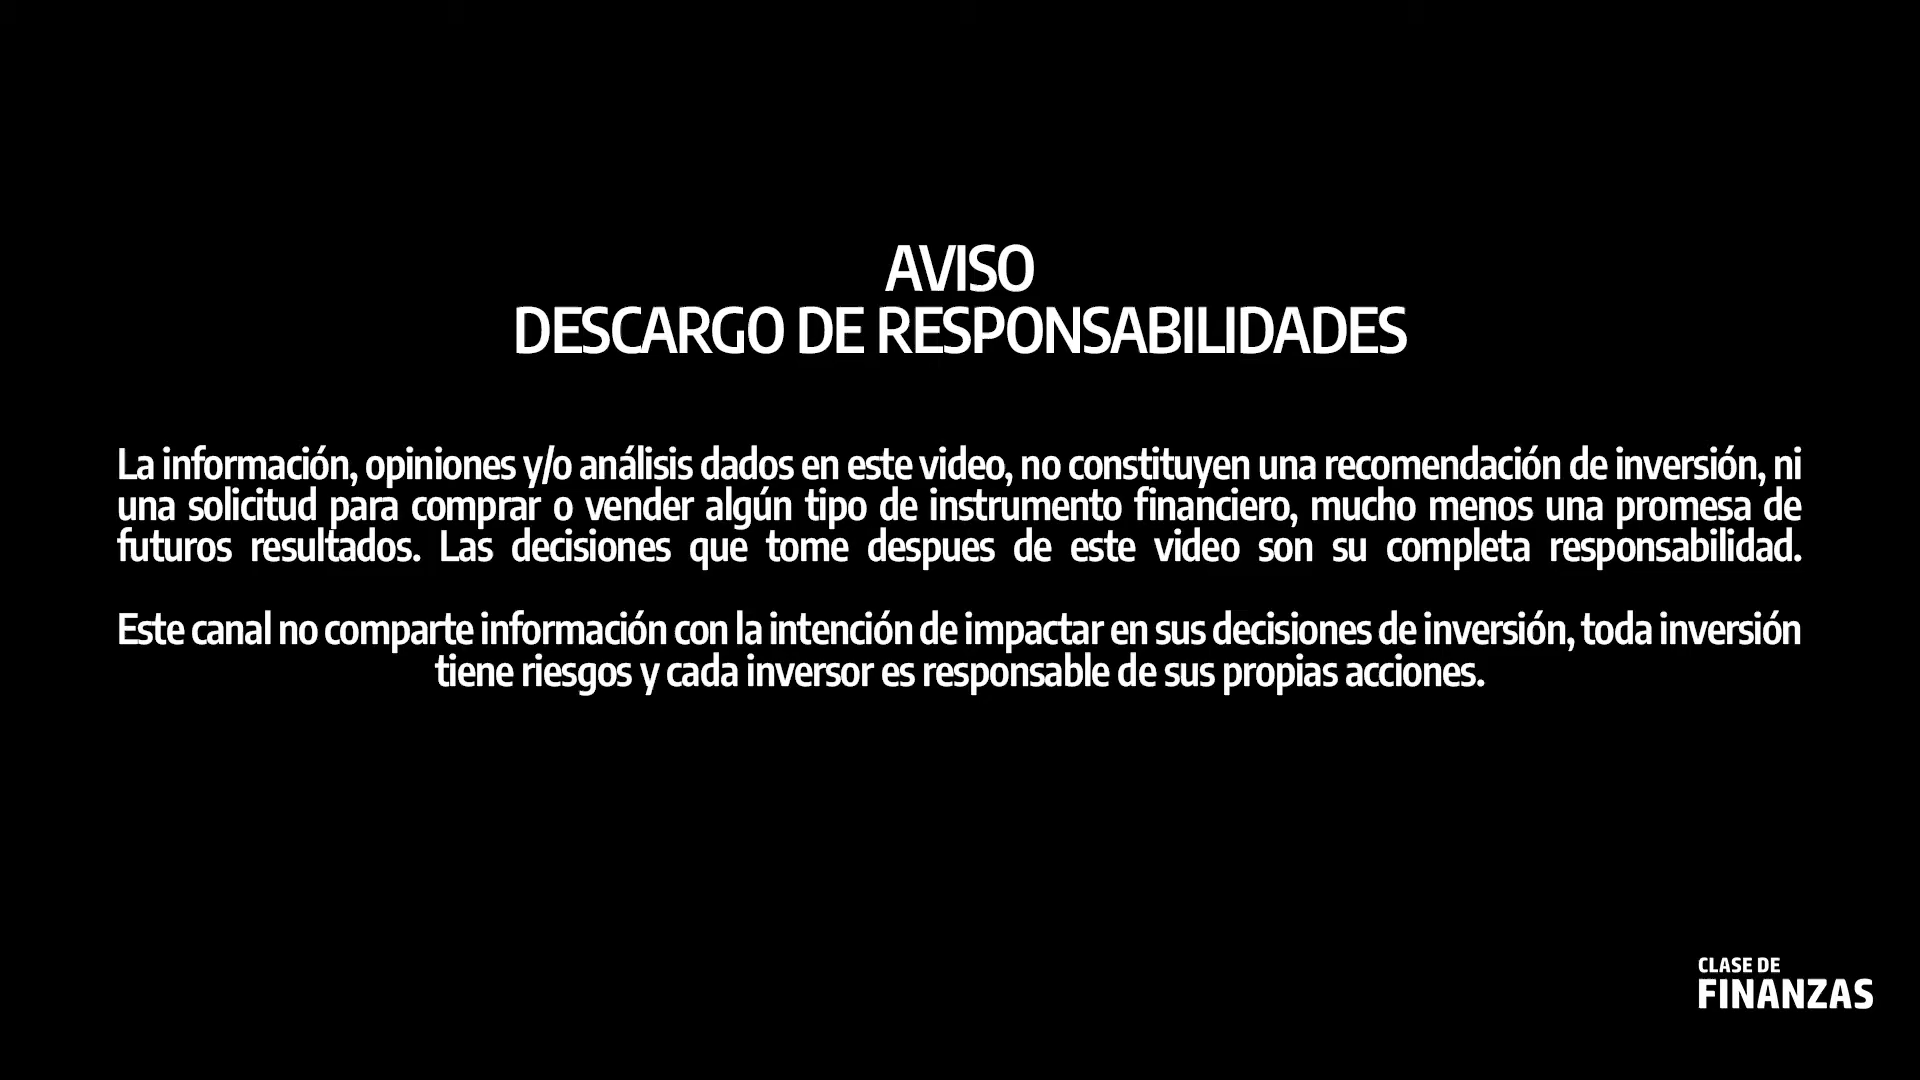 AVISO
DESCARGO DE RESPONSABILIDADES
La información, opiniones y/o análisis dados en este video, no constituyen una recomendación de inversión, ni
una solicitud para comprar o vender algún tipo de instrumento financiero, mucho menos una promesa de
futuros resultados. Las decisiones que tome despues de este video son su completa responsabilidad.
Este canal no comparte información con la intención de impactar en sus decisiones de inversión, toda inversión
tiene riesgos y cada inversor es responsable de sus propias acciones.
CLASE DE
FINANZAS